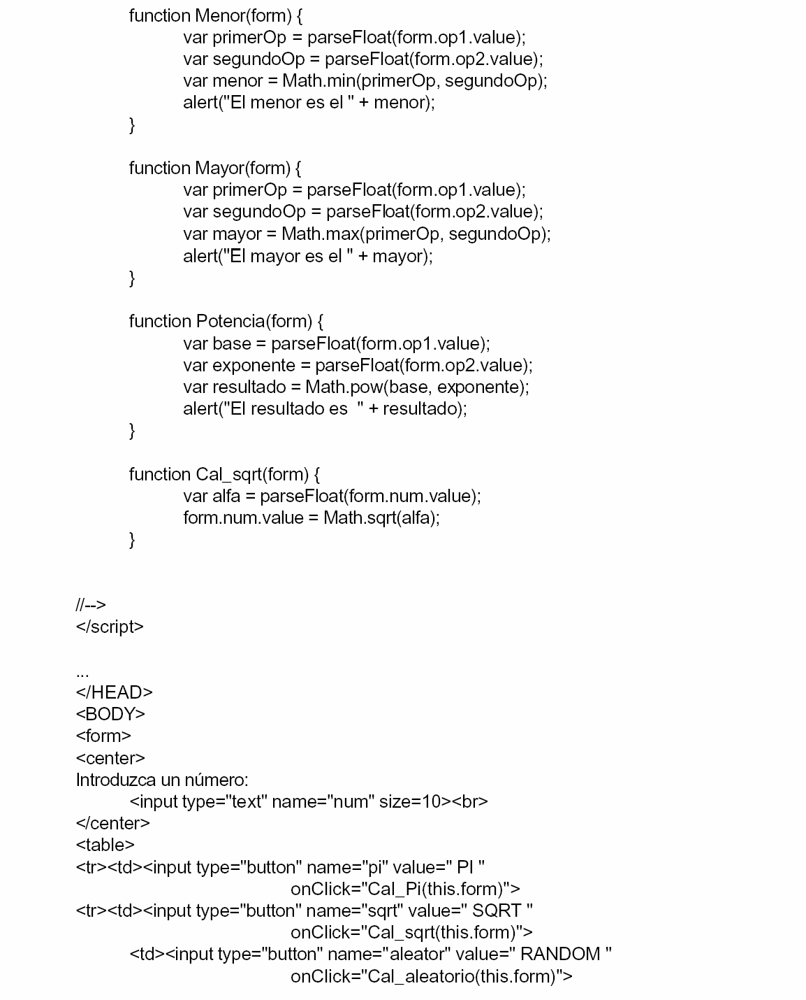 function Menor(form) {
var primerOp = parseFloat(form.op1.value);
var segundoOp = parseFloat(form.op2.value);
var menor = Math.min(primerOp, segundoOp);
alert("El menor es el " + menor);
}
function Mayor(form) {
var primerOp = parseFloat(form.op1.value);
var segundoOp = parseFloat(form.op2.value);
var mayor = Math.max(primerOp, segundoOp);
alert("El mayor es el " + mayor);
}
function Potencia(form) {
var base = parseFloat(form.op1.value);
var exponente = parseFloat(form.op2.value);
var resultado = Math.pow(base, exponente);
alert("El resultado es  " + resultado);
}
function Cal_sqrt(form) {
var alfa = parseFloat(form.num.value);
form.num.value = Math.sqrt(alfa);
}
//-->
</script>
...
</HEAD>
<BODY>
<form>
<center>
Introduzca un número:
<input type="text" name="num" size=10><br>
</center>
<table>
<tr><td><input type="button" name="pi" value=" PI "
onClick="Cal_Pi(this.form)">
<tr><td><input type="button" name="sqrt" value=" SQRT "
onClick="Cal_sqrt(this.form)">
<td><input type="button" name="aleator" value=" RANDOM "
onClick="Cal_aleatorio(this.form)">